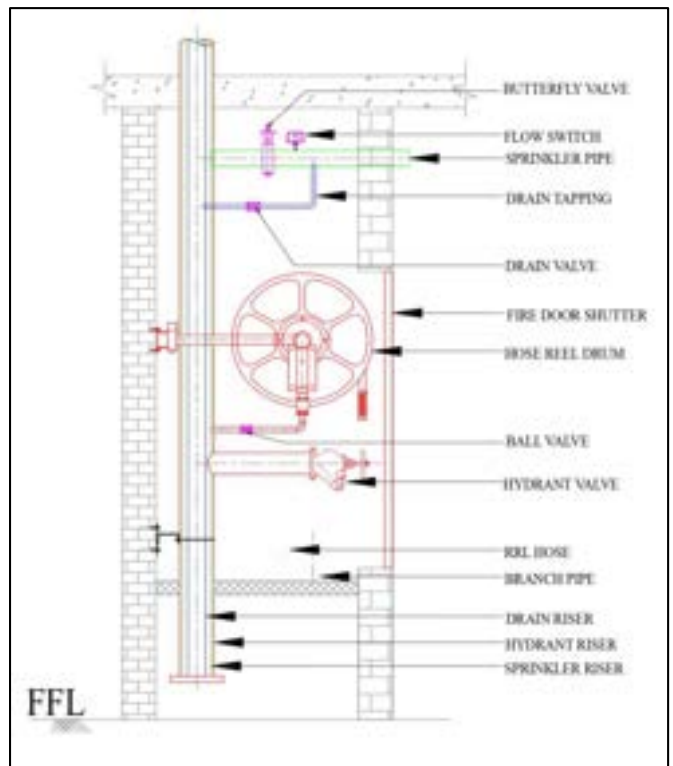 BUTTERFLY VALVE
FLOW SWITCH
SPRINKLER PIPE
DRAIN TAPPING
DRAIN VALVE
FIRE DOOR SHUTTER
HOSE REEL DRUM
BALL VALVE
HYDRANT VALVE
RRL HOSE
BRANCH PIPE
DRAIN RISER
HYDRANT RISER
SPRINKLER RISER
FFL